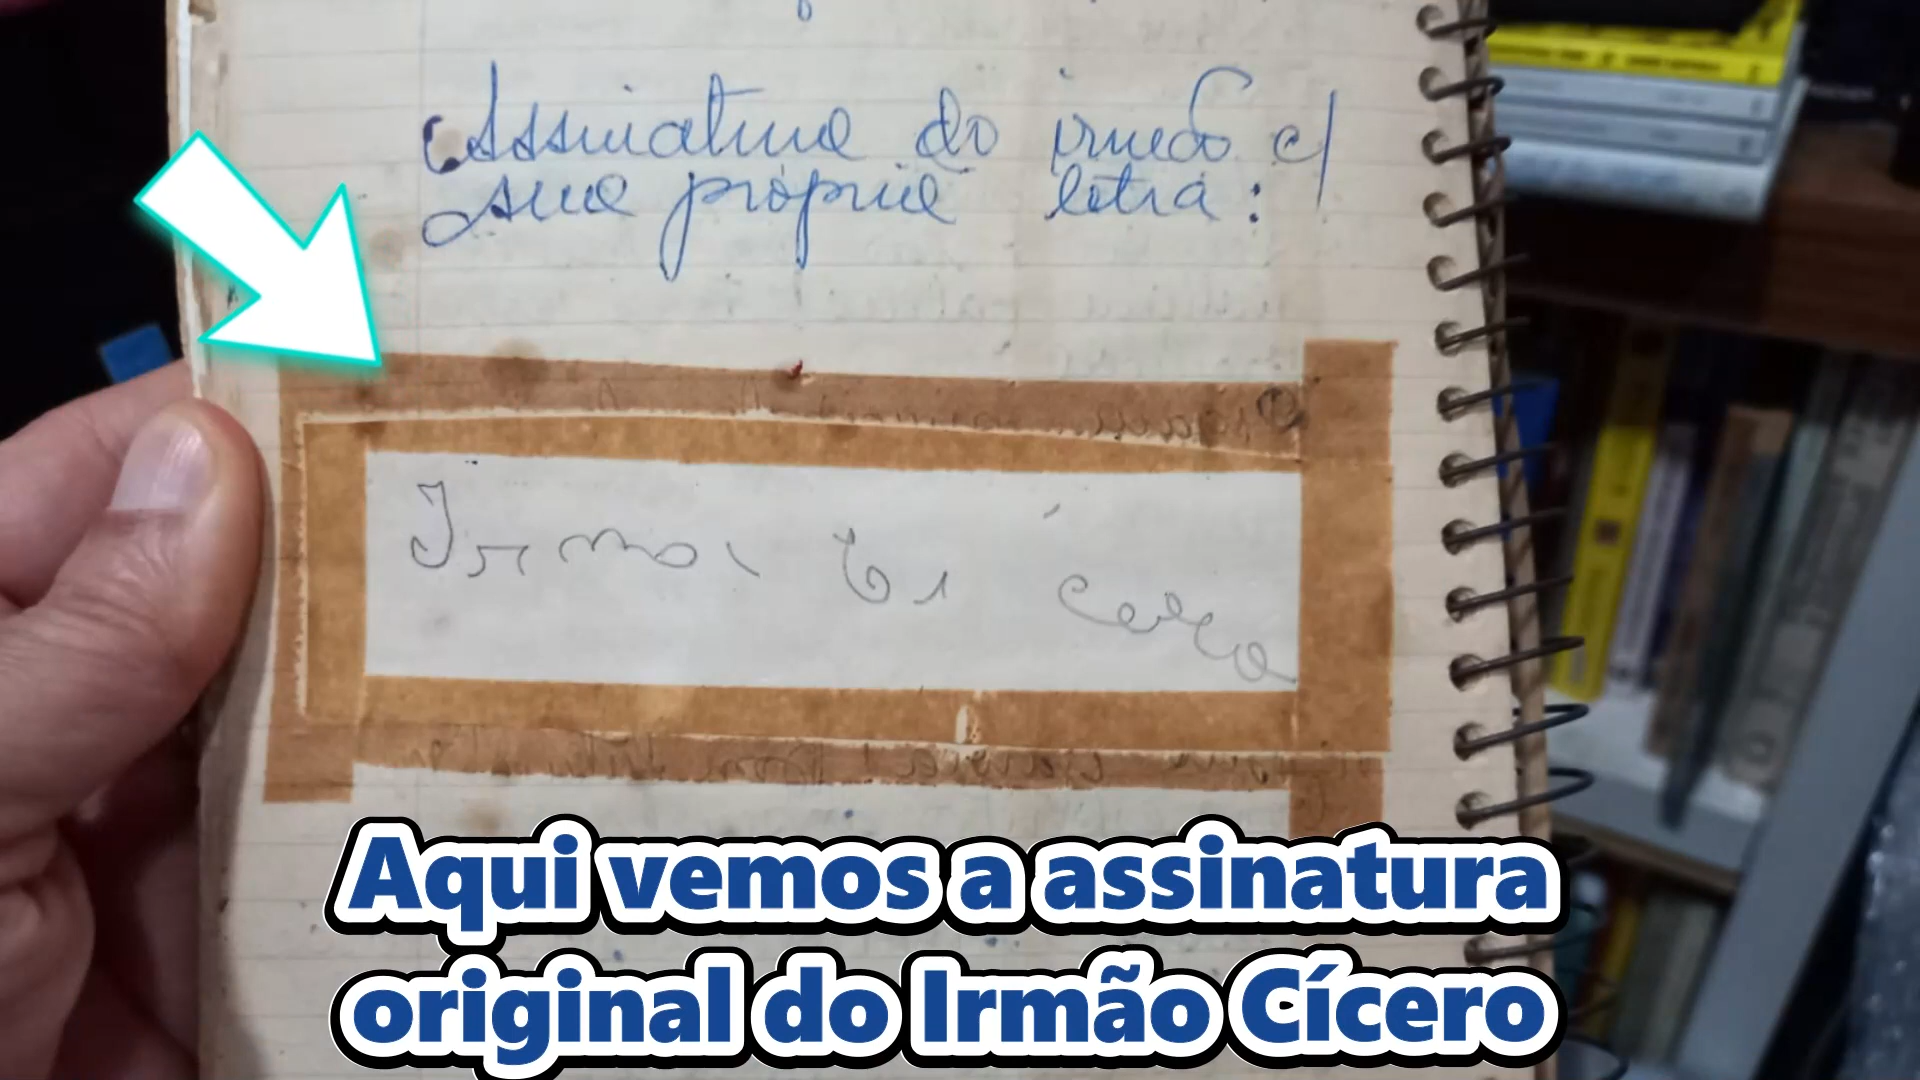 Assinatura do irmão c/
sua própria letra:
Irmão Cícero
Aqui vemos a assinatura
original do Irmão Cícero